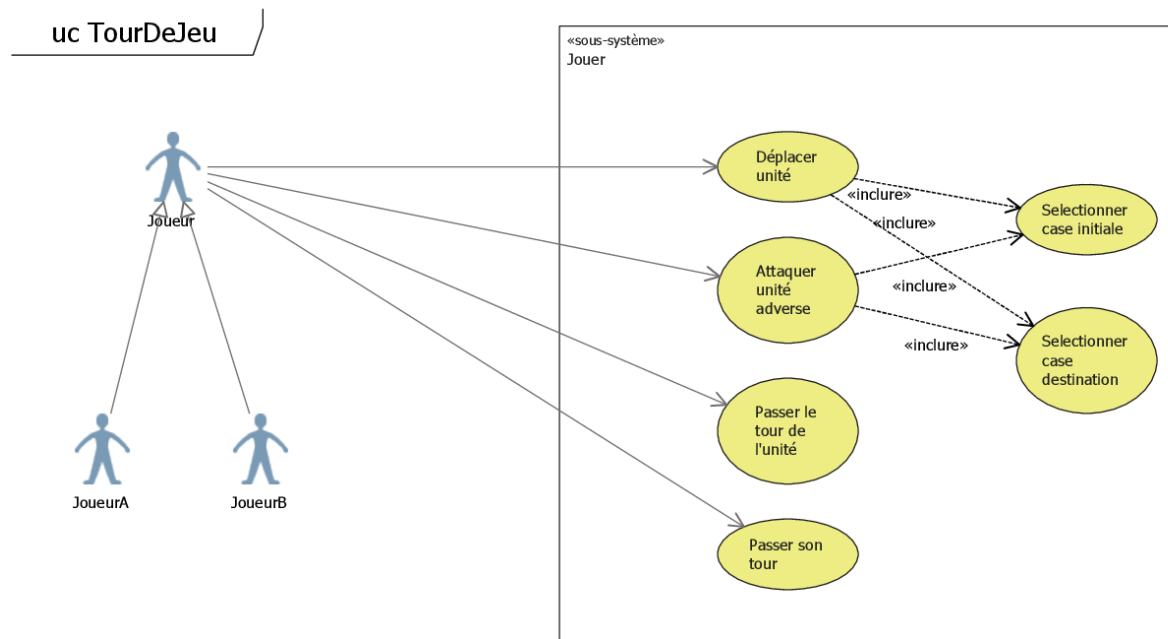 uc TourDeJeu
«sous-système»
Jouer
Joueur
JoueurA
JoueurB
Déplacer
unité
«inclure»
«inclure»
Selectionner
case initiale
Attaquer
unité
adverse
«inclure»
«inclure»
Selectionner
case
destination
Passer le
tour de
l'unité
Passer son
tour